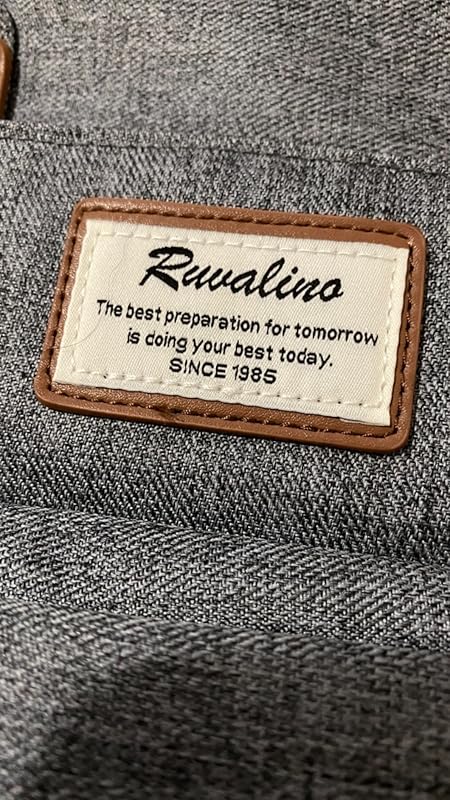 Ruvalino
The best preparation for tomorrow
is doing your best today.
SINCE 1985